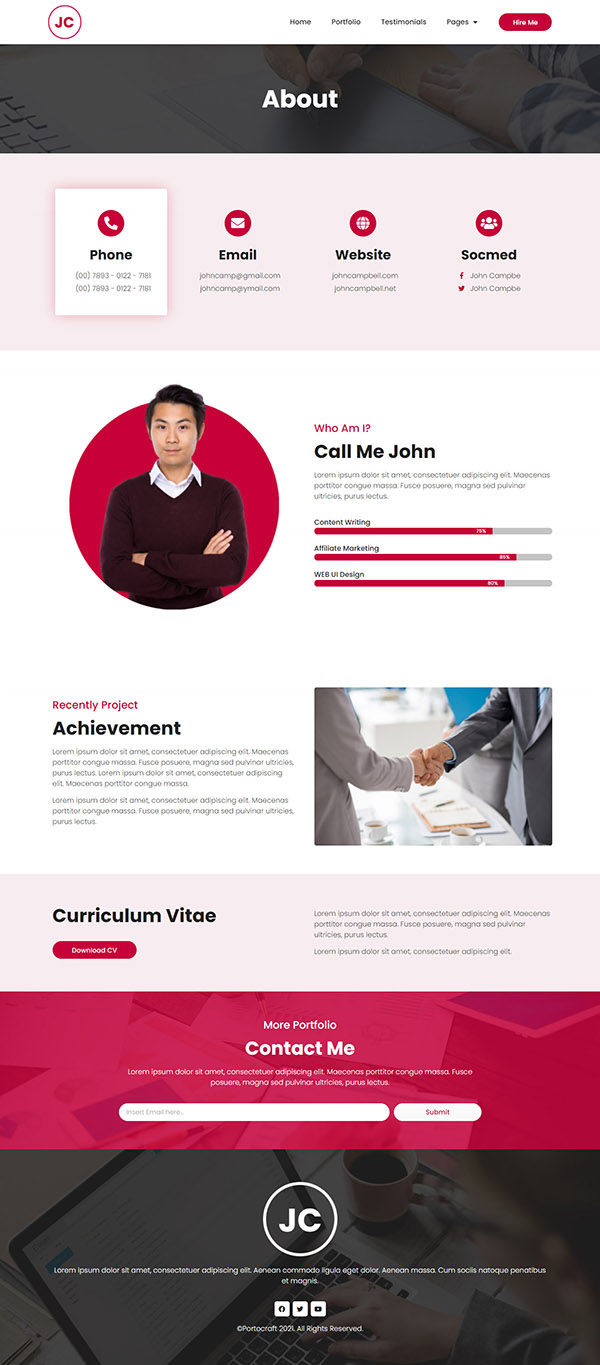 JC
Home Portfolio Testimonials Pages Hire Me
About
Phone
(00) 7893 - 0122 - 7181
(00) 7893 - 0122 - 7181
Email
johncamp@gmail.com
johncamp@ymail.com
Website
johncampbell.com
johncampbell.net
Socmed
John Campbe
John Campbe
Who Am I?
Call Me John
Lorem ipsum dolor sit amet, consectetuer adipiscing elit. Maecenas
porttitor congue massa. Fusce posuere, magna sed pulvinar
ultricies, purus lectus.
Content Writing
75%
Affiliate Marketing
85%
WEB UI Design
80%
Recently Project
Achievement
Lorem ipsum dolor sit amet, consectetuer adipiscing elit. Maecenas
porttitor congue massa. Fusce posuere, magna sed pulvinar ultricies,
purus lectus. Lorem ipsum dolor sit amet, consectetuer adipiscing
elit. Maecenas porttitor congue massa.
Lorem ipsum dolor sit amet, consectetuer adipiscing elit. Maecenas
porttitor congue massa. Fusce posuere, magna sed pulvinar ultricies,
purus lectus.
Curriculum Vitae
Download CV
Lorem ipsum dolor sit amet, consectetuer adipiscing elit. Maecenas
porttitor congue massa. Fusce posuere, magna sed pulvinar
ultricies, purus lectus.
Lorem ipsum dolor sit amet, consectetuer adipiscing elit.
More Portfolio
Contact Me
Lorem ipsum dolor sit amet, consectetuer adipiscing elit. Maecenas porttitor congue massa. Fusce
posuere, magna sed pulvinar ultricies, purus lectus.
Insert Email here..
Submit
JC
Lorem ipsum dolor sit amet, consectetuer adipiscing elit. Aenean commodo ligula eget dolor. Aenean massa. Cum sociis natoque penatibus
et magnis.
©Portocraft 2021. All Rights Reserved.